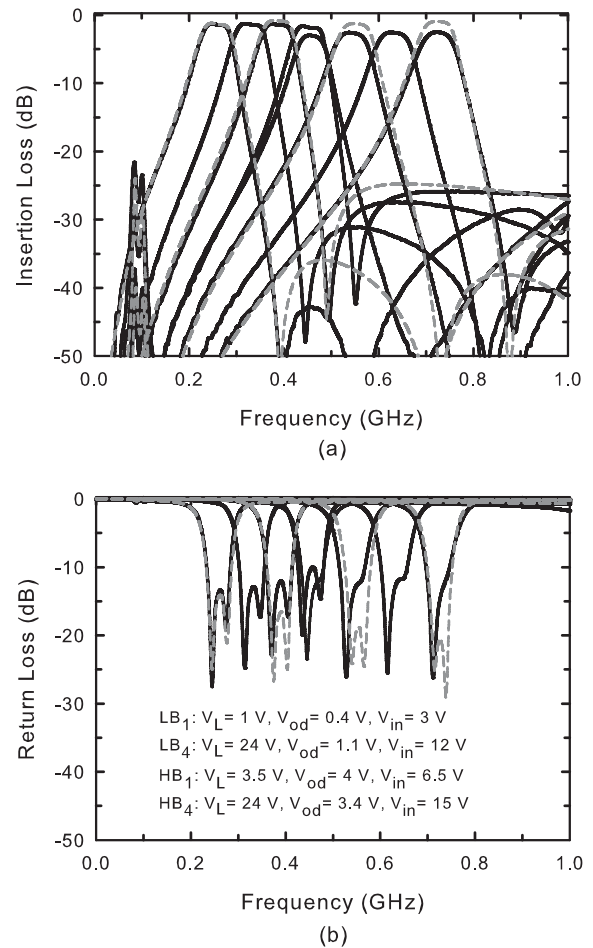 0
-10
-20
-30
-40
-50
Insertion Loss (dB)
0.0 0.2 0.4 0.6 0.8 1.0
Frequency (GHz)
(a)
0
-10
-20
-30
-40
-50
Return Loss (dB)
LB1: VL= 1 V, Vod= 0.4 V, Vin= 3 V
LB4: VL= 24 V, Vod= 1.1 V, Vin= 12 V
HB1: VL= 3.5 V, Vod= 4 V, Vin= 6.5 V
HB4: VL= 24 V, Vod= 3.4 V, Vin= 15 V
0.0 0.2 0.4 0.6 0.8 1.0
Frequency (GHz)
(b)